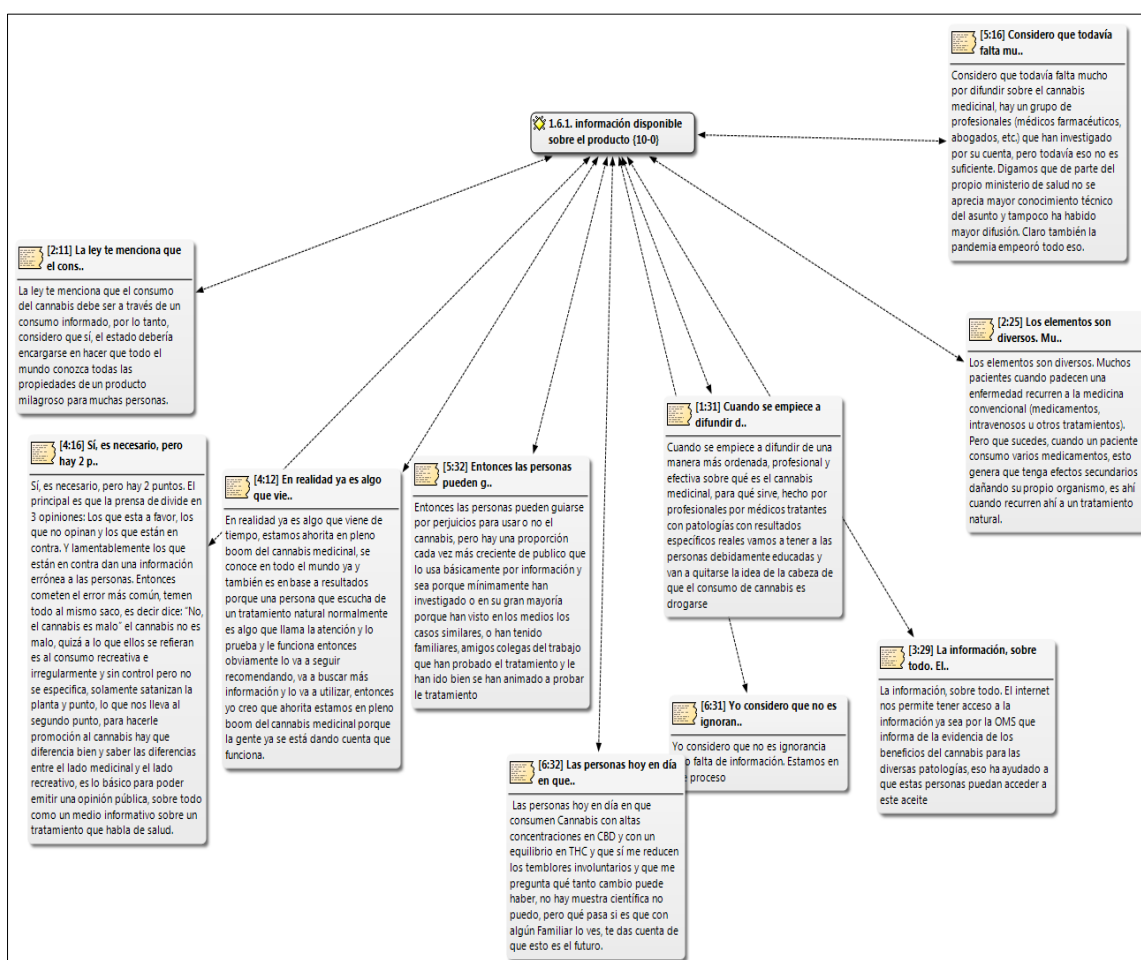 1.6.1. información disponible
sobre el producto {10-0}
[5:16] Considero que todavía
falta mu..
Considero que todavía falta mucho
por difundir sobre el cannabis
medicinal, hay un grupo de
profesionales (médicos farmacéuticos,
abogados, etc.) que han investigado
por su cuenta, pero todavía eso no es
suficiente. Digamos que de parte del
propio ministerio de salud no se
aprecia mayor conocimiento técnico
del asunto y tampoco ha habido
mayor difusión. Claro también la
pandemia empeoró todo eso.
[2:11] La ley te menciona que
el cons..
La ley te menciona que el consumo
del cannabis debe ser a través de un
consumo informado, por lo tanto,
considero que sí, el estado debería
encargarse en hacer que todo el
mundo conozca todas las
propiedades de un producto
milagroso para muchas personas.
[2:25] Los elementos son
diversos. Mu..
Los elementos son diversos. Muchos
pacientes cuando padecen una
enfermedad recurren a la medicina
convencional (medicamentos,
intravenosos u otros tratamientos).
Pero que sucedes, cuando un paciente
consumo varios medicamentos, esto
genera que tenga efectos secundarios
dañando su propio organismo, es ahí
cuando recurren ahí a un tratamiento
natural.
[4:16] Sí, es necesario, pero
hay 2 p..
Sí, es necesario, pero hay 2 puntos. El
principal es que la prensa de divide en
3 opiniones: Los que esta a favor, los
que no opinan y los que están en
contra. Y lamentablemente los que
están en contra dan una información
errónea a las personas. Entonces
cometen el error más común, temen
todo al mismo saco, es decir dice: "No,
el cannabis es malo" el cannabis no es
malo, quizá a lo que ellos se refieran
es al consumo recreativa e
irregularmente y sin control pero no
se especifica, solamente satanizan la
planta y punto, lo que nos lleva al
segundo punto, para hacerle
promoción al cannabis hay que
diferencia bien y saber las diferencias
entre el lado medicinal y el lado
recreativo, es lo básico para poder
emitir una opinión pública, sobre todo
como un medio informativo sobre un
tratamiento que habla de salud.
[4:12] En realidad ya es algo
que vie..
En realidad ya es algo que viene de
tiempo, estamos ahorita en pleno
boom del cannabis medicinal, se
conoce en todo el mundo ya y
también es en base a resultados
porque una persona que escucha de
un tratamiento natural normalmente
es algo que llama la atención y lo
prueba y le funciona entonces
obviamente lo va a seguir
recomendando, va a buscar más
información y lo va a utilizar, entonces
yo creo que ahorita estamos en pleno
boom del cannabis medicinal porque
la gente ya se está dando cuenta que
funciona.
[5:32] Entonces las personas
pueden g..
Entonces las personas pueden guiarse
por perjuicios para usar o no el
cannabis, pero hay una proporción
cada vez más creciente de publico que
lo usa básicamente por información y
sea porque mínimamente han
investigado o en su gran mayoría
porque han visto en los medios los
casos similares, o han tenido
familiares, amigos colegas del trabajo
que han probado el tratamiento y le
han ido bien se han animado a probar
le tratamiento
[1:31] Cuando se empiece a
difundir d..
Cuando se empiece a difundir de una
manera más ordenada, profesional y
efectiva sobre qué es el cannabis
medicinal, para qué sirve, hecho por
profesionales por médicos tratantes
con patologías con resultados
específicos reales vamos a tener a las
personas debidamente educadas y
van a quitarse la idea de la cabeza de
que el consumo de cannabis es
drogarse
[3:29] La información, sobre
todo. El..
La información, sobre todo. El internet
nos permite tener acceso a la
información ya sea por la OMS que
informa de la evidencia de los
beneficios del cannabis para las
diversas patologías, eso ha ayudado a
que estas personas puedan acceder a
este aceite
[6:31] Yo considero que no es
ignoran..
Yo considero que no es ignorancia
falta de información. Estamos en
proceso
[6:32] Las personas hoy en día
en que..
Las personas hoy en día en que
consumen Cannabis con altas
concentraciones en CBD y con un
equilibrio en THC y que sí me reducen
los temblores involuntarios y que me
pregunta qué tanto cambio puede
haber, no hay muestra científica no
puedo, pero qué pasa si es que con
algún Familiar lo ves, te das cuenta de
que esto es el futuro.